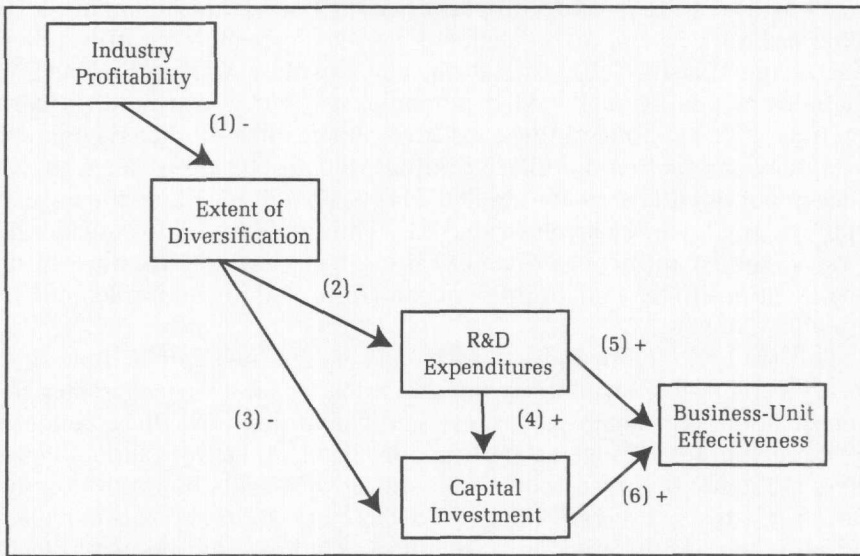 Industry
Profitability
(1) -
Extent of
Diversification
(2) -
R&D
Expenditures
(5) +
(3) -
(4) +
Business-Unit
Effectiveness
Capital
Investment
(6) +